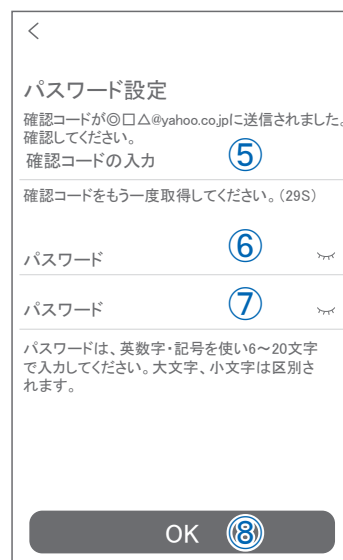 <
パスワード設定
確認コードが◎□△@yahoo.co.jpに送信されました。
確認してください。
確認コードの入力 ⑤
確認コードをもう一度取得してください。(29S)
パスワード ⑥
パスワード ⑦
パスワードは、英数字・記号を使い6～20文字
で入力してください。大文字、小文字は区別さ
れます。
OK ⑧